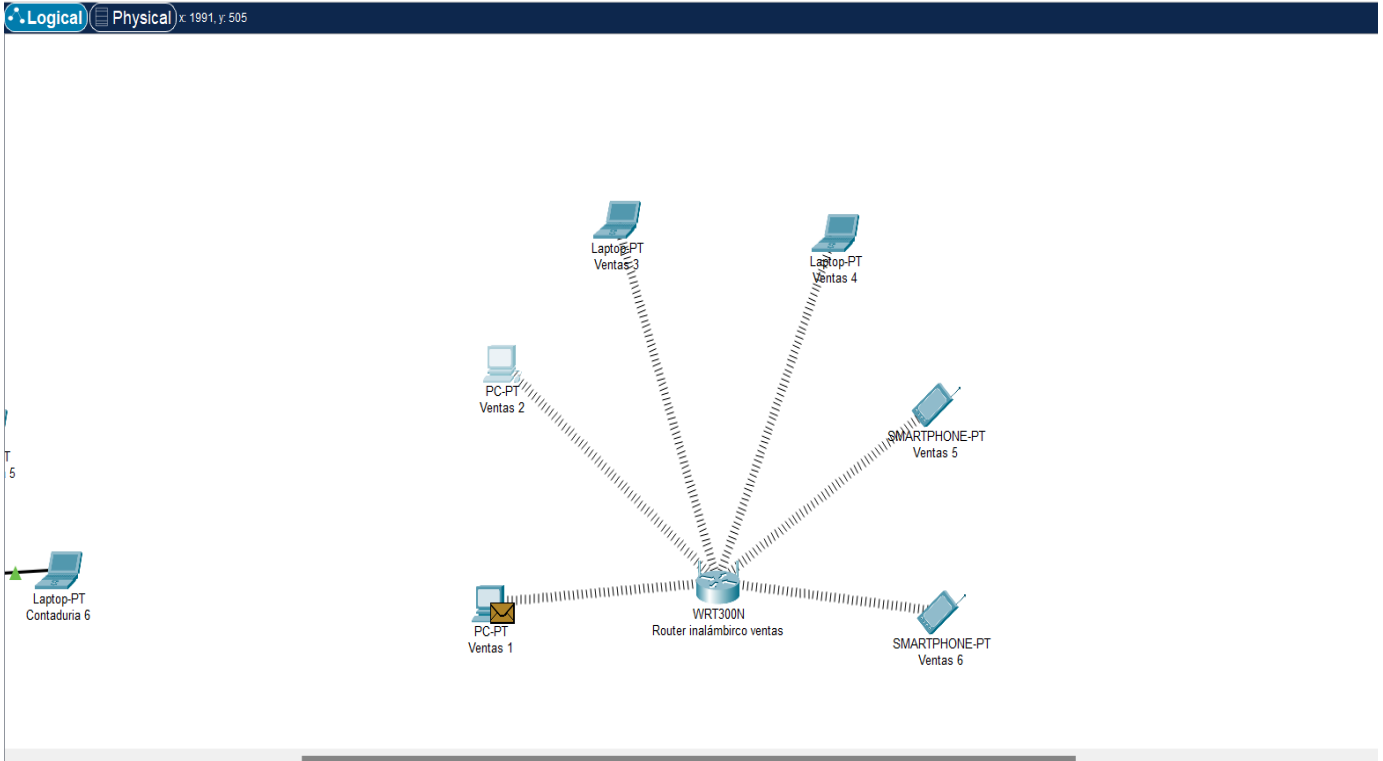 Logical Physical x: 1991, y: 505
Laptop-PT
Ventas 3
Laptop-PT
Ventas 4
PC-PT
Ventas 2
SMARTPHONE-PT
Ventas 5
T
5
Laptop-PT
Contaduria 6
PC-PT
Ventas 1
WRT300N
Router inalámbirco ventas
SMARTPHONE-PT
Ventas 6